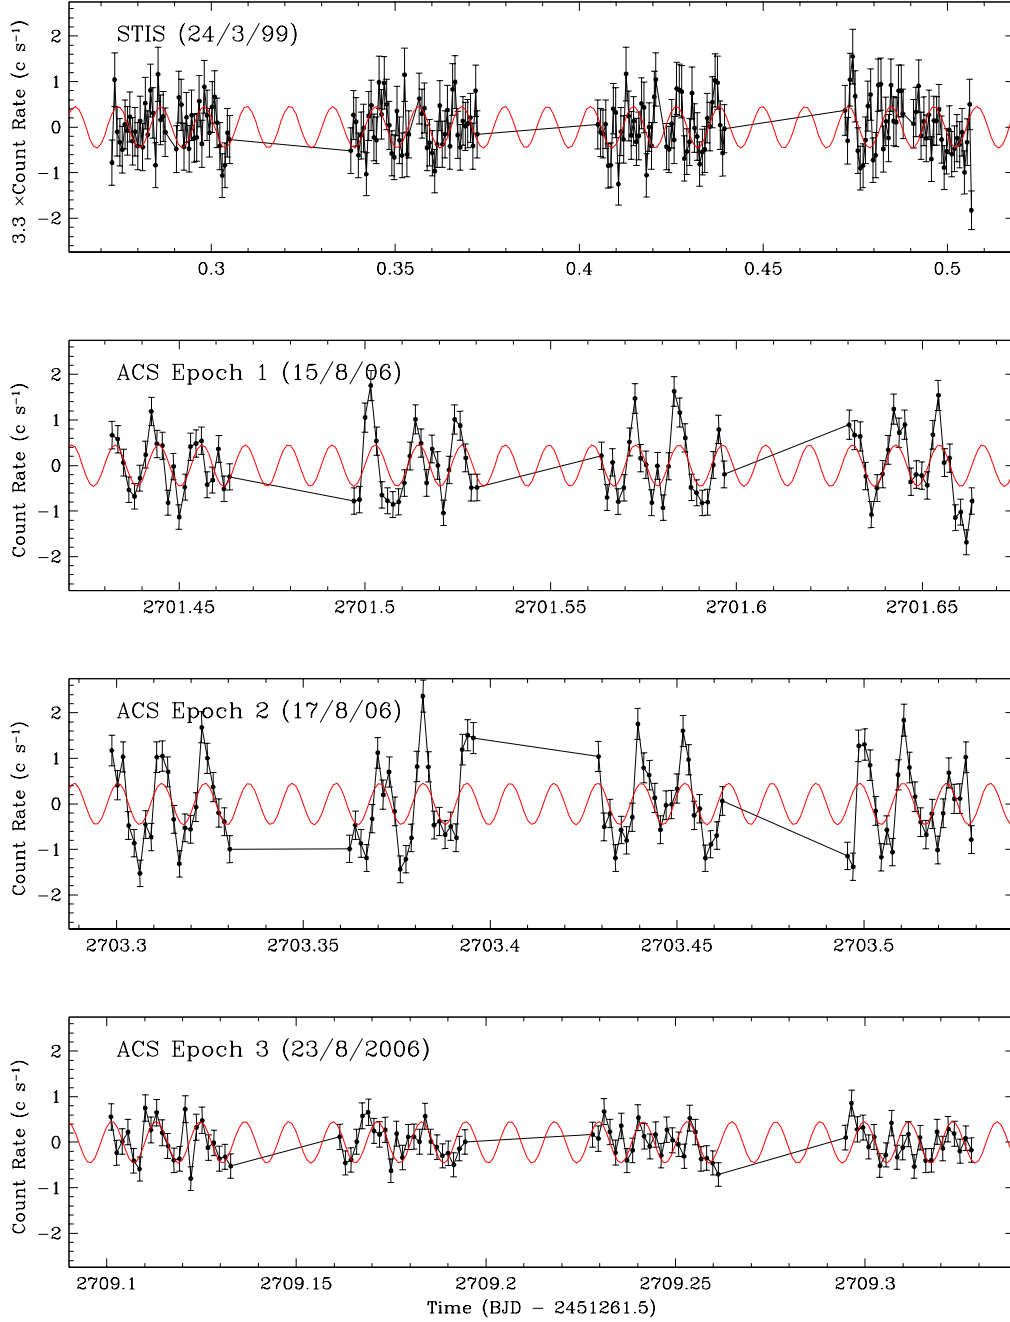 STIS (24/3/99)
3.3 ×Count Rate (c s⁻¹)
2
1
0
−1
−2
0.3 0.35 0.4 0.45 0.5
ACS Epoch 1 (15/8/06)
Count Rate (c s⁻¹)
2
1
0
−1
−2
2701.45 2701.5 2701.55 2701.6 2701.65
ACS Epoch 2 (17/8/06)
Count Rate (c s⁻¹)
2
1
0
−1
−2
2703.3 2703.35 2703.4 2703.45 2703.5
ACS Epoch 3 (23/8/2006)
Count Rate (c s⁻¹)
2
1
0
−1
−2
2709.1 2709.15 2709.2 2709.25 2709.3
Time (BJD − 2451261.5)